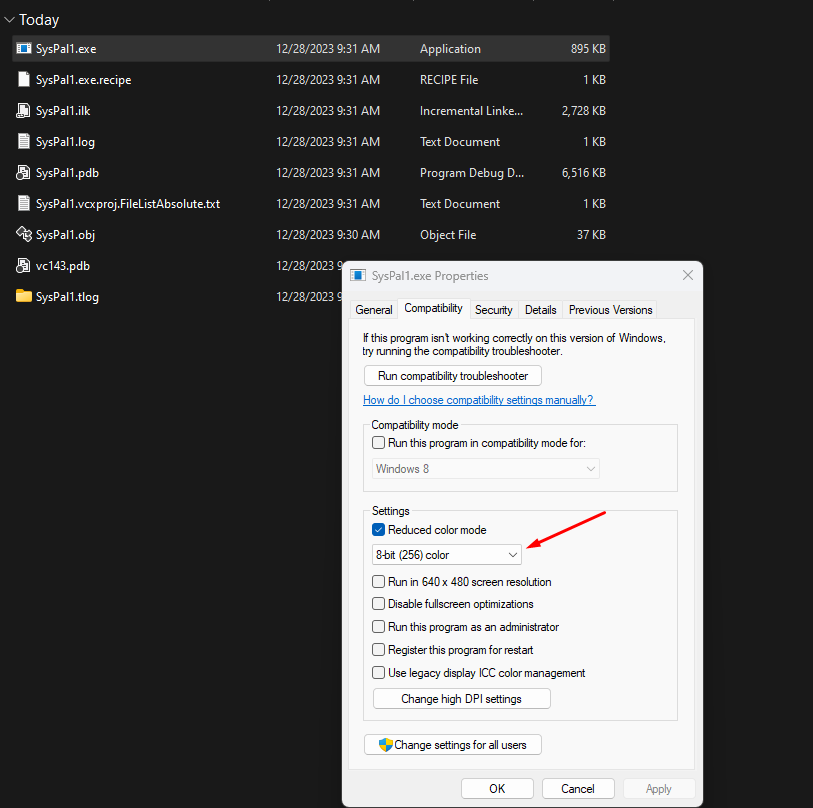 Today
SysPal1.exe 12/28/2023 9:31 AM Application 895 KB
SysPal1.exe.recipe 12/28/2023 9:31 AM RECIPE File 1 KB
SysPal1.ilk 12/28/2023 9:31 AM Incremental Linke... 2,728 KB
SysPal1.log 12/28/2023 9:31 AM Text Document 1 KB
SysPal1.pdb 12/28/2023 9:31 AM Program Debug D... 6,516 KB
SysPal1.vcxproj.FileListAbsolute.txt 12/28/2023 9:31 AM Text Document 1 KB
SysPal1.obj 12/28/2023 9:30 AM Object File 37 KB
vc143.pdb 12/28/2023 9
SysPal1.tlog 12/28/2023 9
SysPal1.exe Properties
General Compatibility Security Details Previous Versions
If this program isn't working correctly on this version of Windows,
try running the compatibility troubleshooter.
Run compatibility troubleshooter
How do I choose compatibility settings manually?
Compatibility mode
Run this program in compatibility mode for:
Windows 8
Settings
Reduced color mode
8-bit (256) color
Run in 640 x 480 screen resolution
Disable fullscreen optimizations
Run this program as an administrator
Register this program for restart
Use legacy display ICC color management
Change high DPI settings
Change settings for all users
OK Cancel Apply